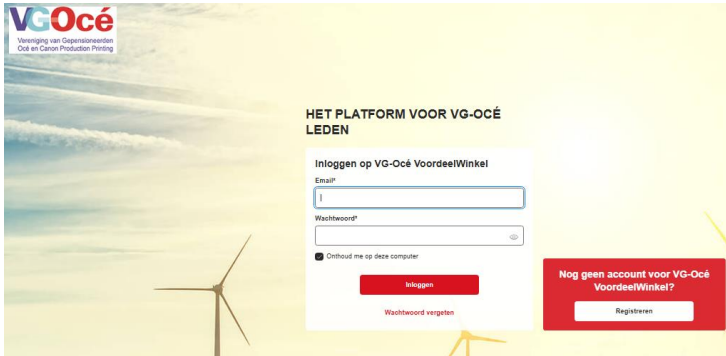 VGOcé
Vereniging van Gepensioneerden
Océ en Canon Production Printing
HET PLATFORM VOOR VG-OCÉ
LEDEN
Inloggen op VG-Océ VoordeelWinkel
Email*
Wachtwoord*
Onthoud me op deze computer
Inloggen
Wachtwoord vergeten
Nog geen account voor VG-Océ
VoordeelWinkel?
Registreren